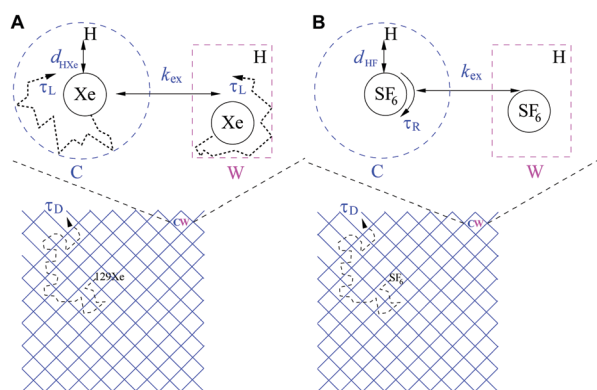 A
H
H
d_HXe
k_ex
τ_L
τ_L
Xe
Xe
C
W
τ_D
CW
129Xe
B
H
H
d_HF
k_ex
SF_6
SF_6
τ_R
C
W
τ_D
CW
SF_6